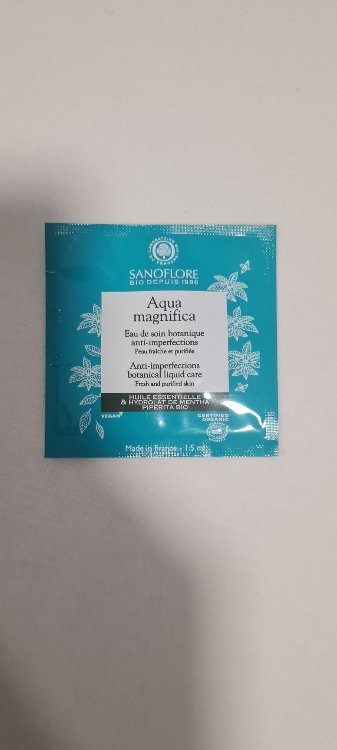 SANOFLORE
BIO DEPUIS 1986
Aqua
magnifica
Eau de soin botanique
anti-imperfections
Peau fraîche et purifiée
Anti-imperfections
botanical liquid care
Fresh and purified skin
HUILE ESSENTIELLE
& HYDROLAT DE MENTHA
PIPERITA BIO
VEGAN*
CERTIFIED
ORGANIC
Made in France - 1.5 ml